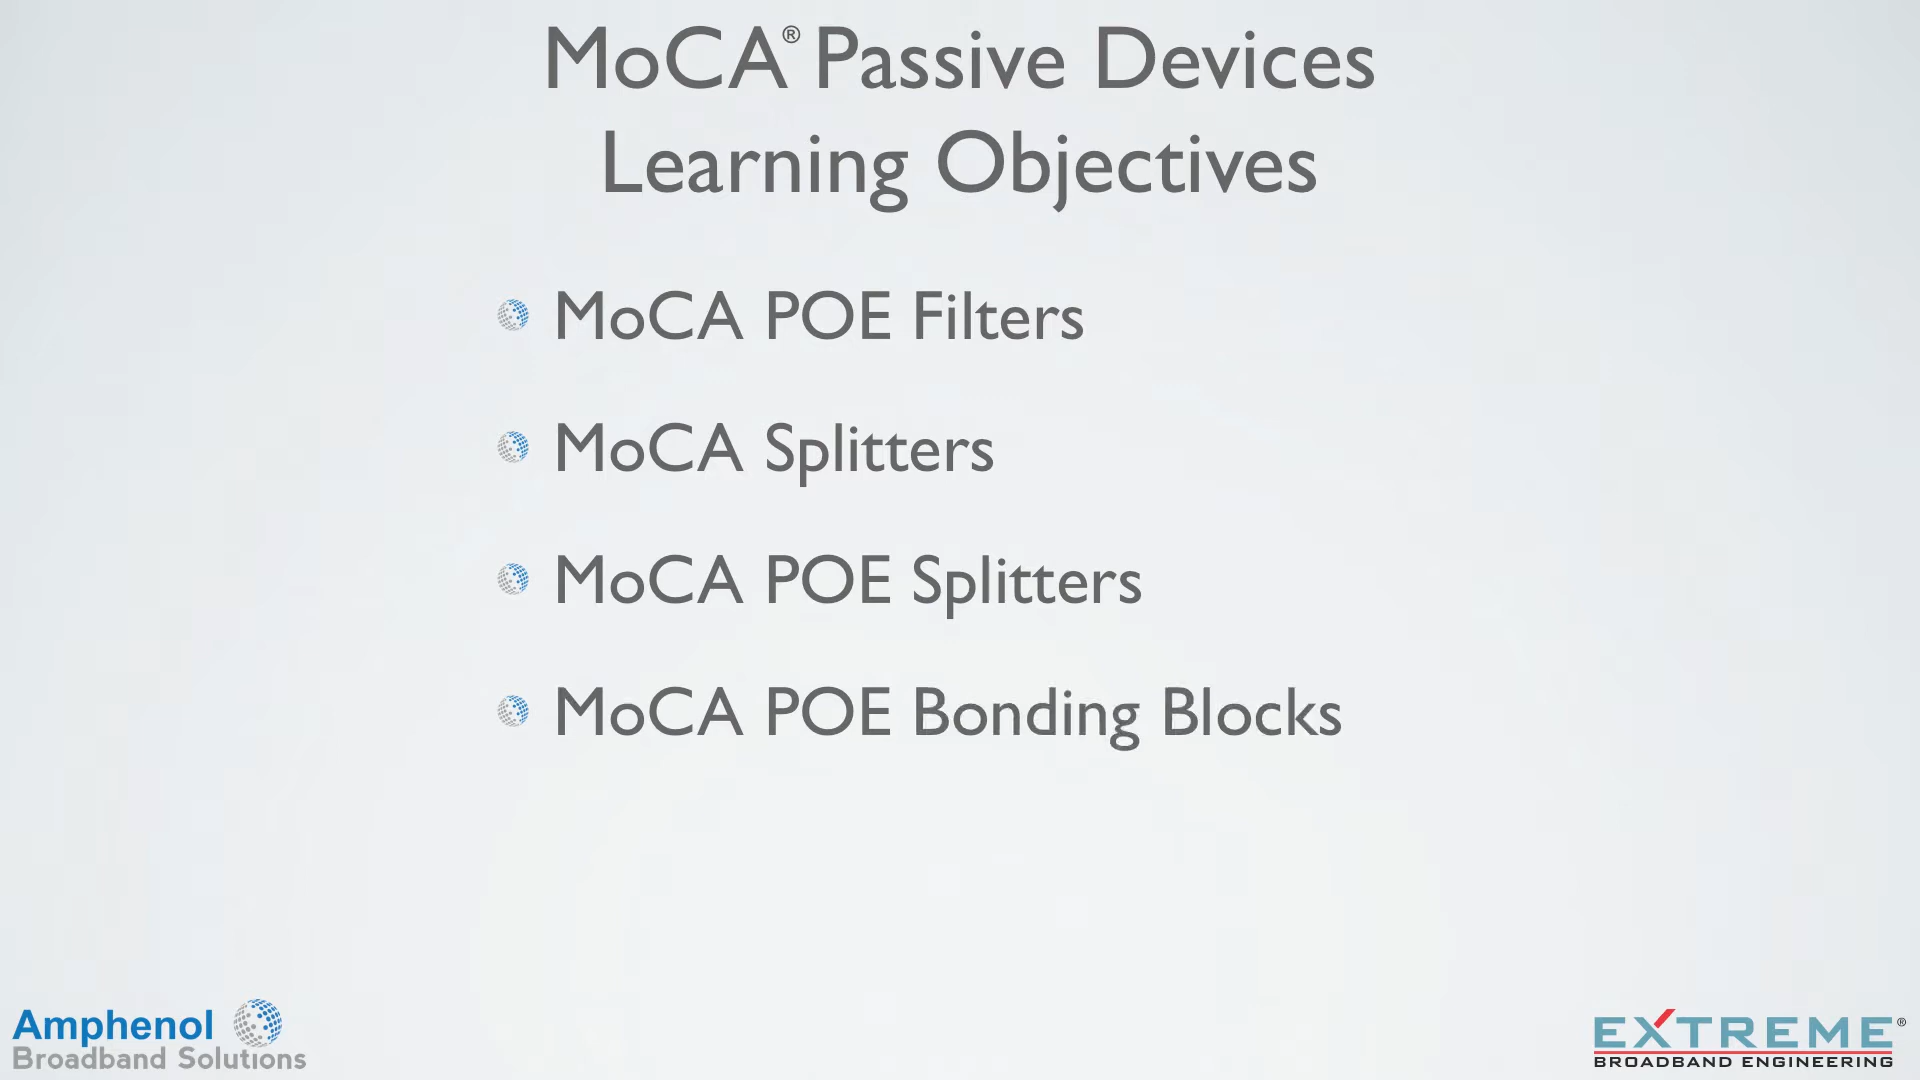 MoCA® Passive Devices
Learning Objectives
MoCA POE Filters
MoCA Splitters
MoCA POE Splitters
MoCA POE Bonding Blocks
Amphenol
Broadband Solutions
EXTREME®
BROADBAND ENGINEERING